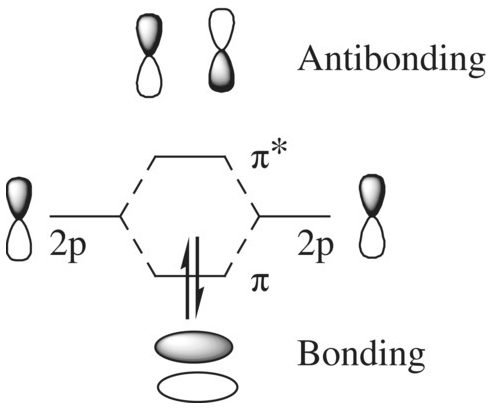 Antibonding
π*
2p
2p
π
Bonding